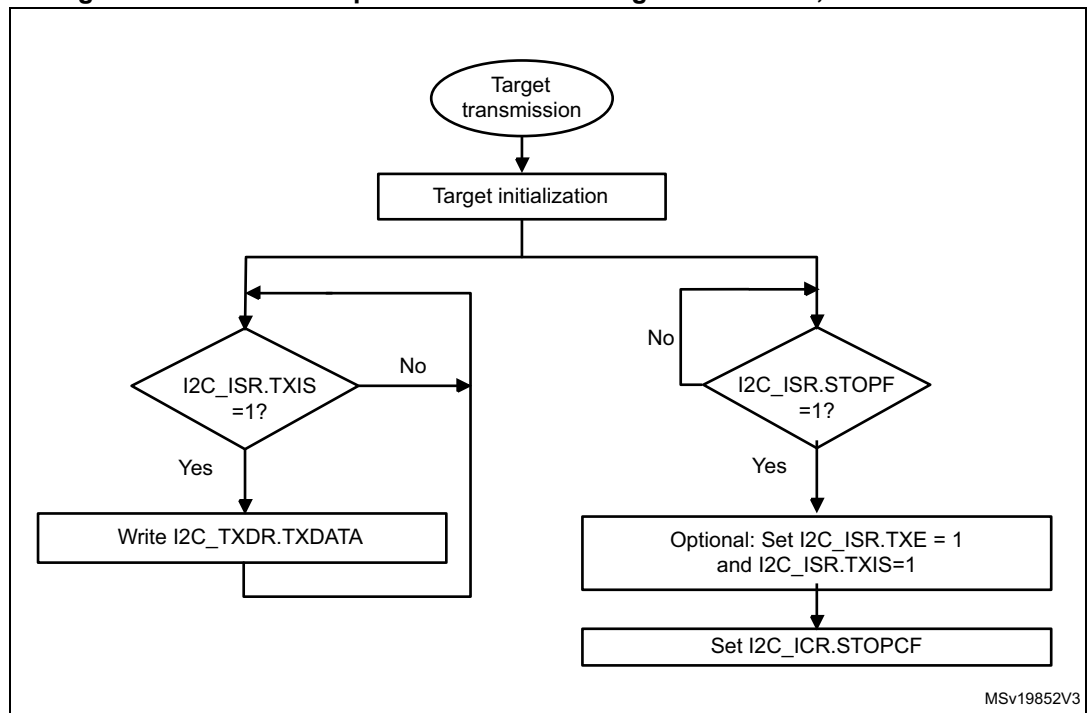 Target
transmission
Target initialization
I2C_ISR.TXIS
=1?
No
Yes
Write I2C_TXDR.TXDATA
No
I2C_ISR.STOPF
=1?
Yes
Optional: Set I2C_ISR.TXE = 1
and I2C_ISR.TXIS=1
Set I2C_ICR.STOPCF
MSv19852V3